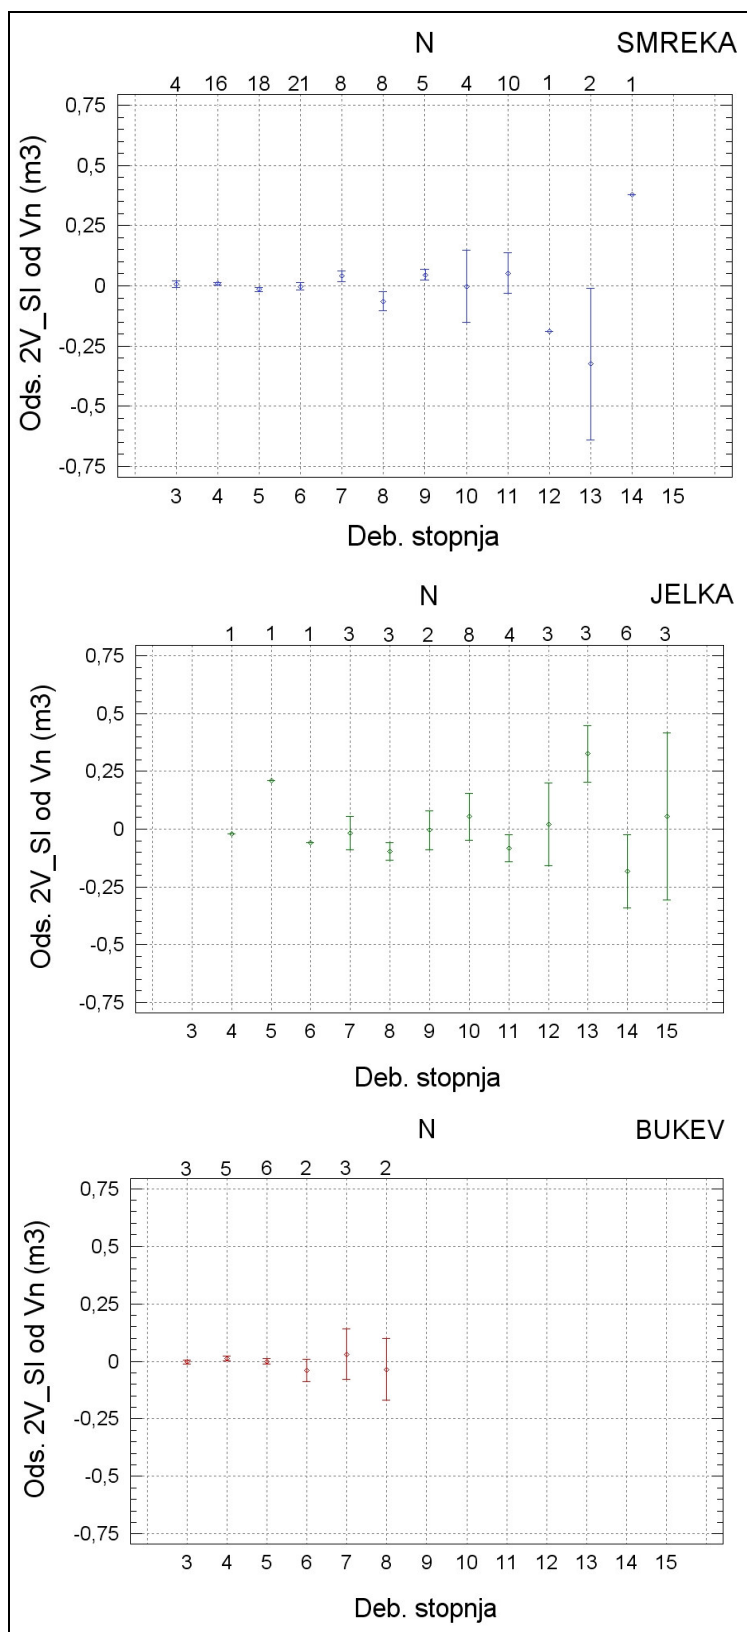 N SMREKA
4 16 18 21 8 8 5 4 10 1 2 1
0,75
0,5
0,25
0
-0,25
-0,5
-0,75
Ods. 2V_SI od Vn (m3)
3 4 5 6 7 8 9 10 11 12 13 14 15
Deb. stopnja
N JELKA
1 1 1 3 3 2 8 4 3 3 6 3
0,75
0,5
0,25
0
-0,25
-0,5
-0,75
Ods. 2V_SI od Vn (m3)
3 4 5 6 7 8 9 10 11 12 13 14 15
Deb. stopnja
N BUKEV
3 5 6 2 3 2
0,75
0,5
0,25
0
-0,25
-0,5
-0,75
Ods. 2V_SI od Vn (m3)
3 4 5 6 7 8 9 10 11 12 13 14 15
Deb. stopnja